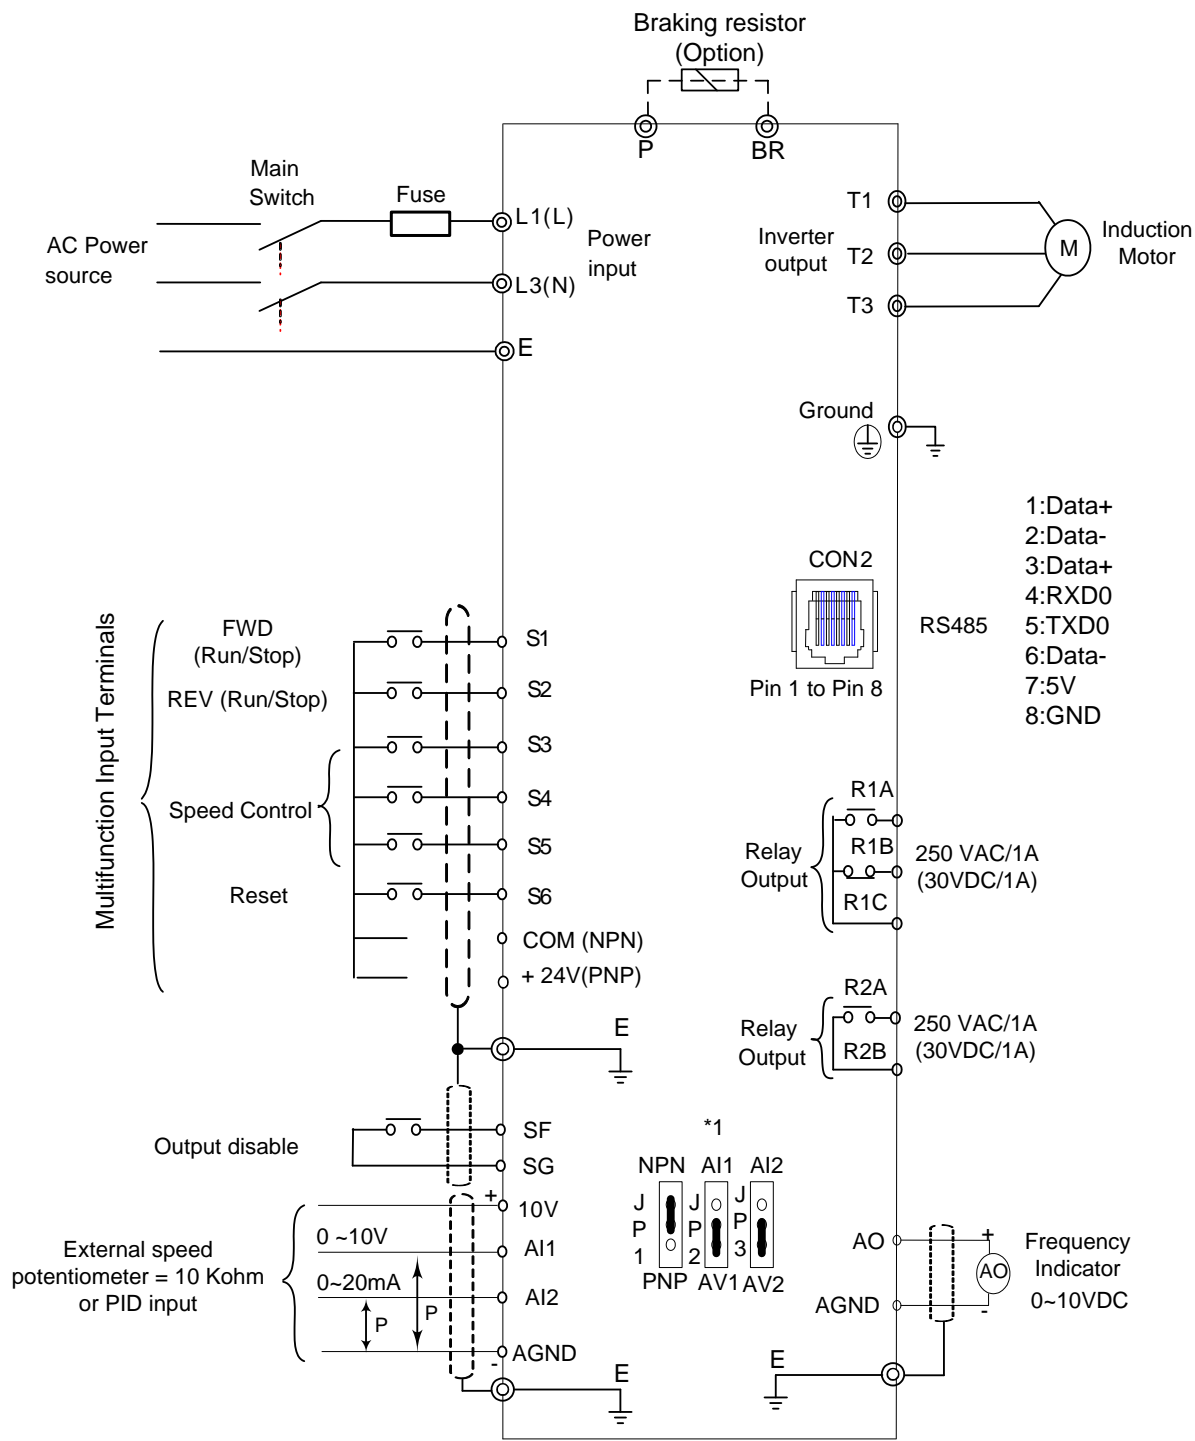 Braking resistor
(Option)
P
BR
Main
Switch
Fuse
AC Power
source
L1(L)
L3(N)
E
Power
input
Inverter
output
T1
T2
T3
M
Induction
Motor
Ground
CON2
RS485
Pin 1 to Pin 8
1:Data+
2:Data-
3:Data+
4:RXD0
5:TXD0
6:Data-
7:5V
8:GND
Multifunction Input Terminals
FWD
(Run/Stop)
REV (Run/Stop)
Speed Control
Reset
S1
S2
S3
S4
S5
S6
COM (NPN)
+ 24V(PNP)
E
Relay
Output
R1A
R1B
R1C
250 VAC/1A
(30VDC/1A)
Relay
Output
R2A
R2B
250 VAC/1A
(30VDC/1A)
Output disable
SF
SG
*1
NPN AI1 AI2
J P 1
J P 2
J P 3
PNP AV1 AV2
External speed
potentiometer = 10 Kohm
or PID input
0 ~10V
0~20mA
P
P
+
10V
AI1
AI2
AGND
-
E
AO
AGND
+
AO
-
Frequency
Indicator
0~10VDC
E